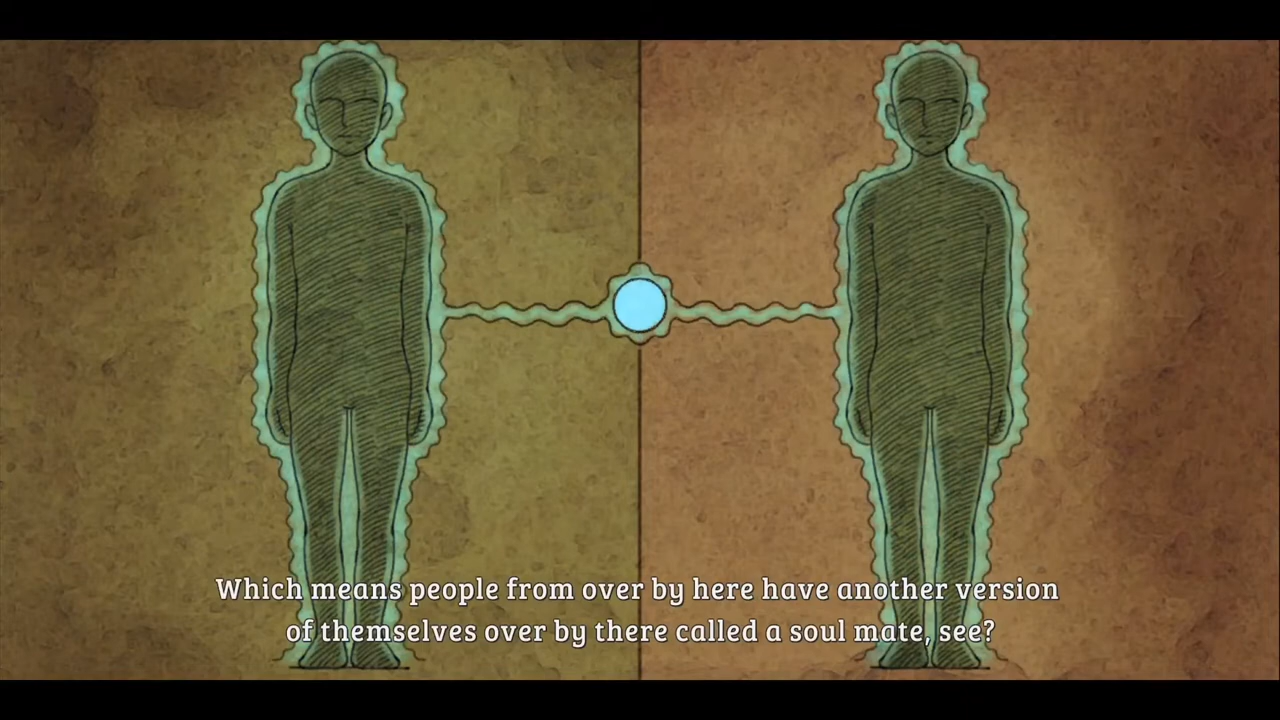 Which means people from over by here have another version
of themselves over by there called a soul mate, see?